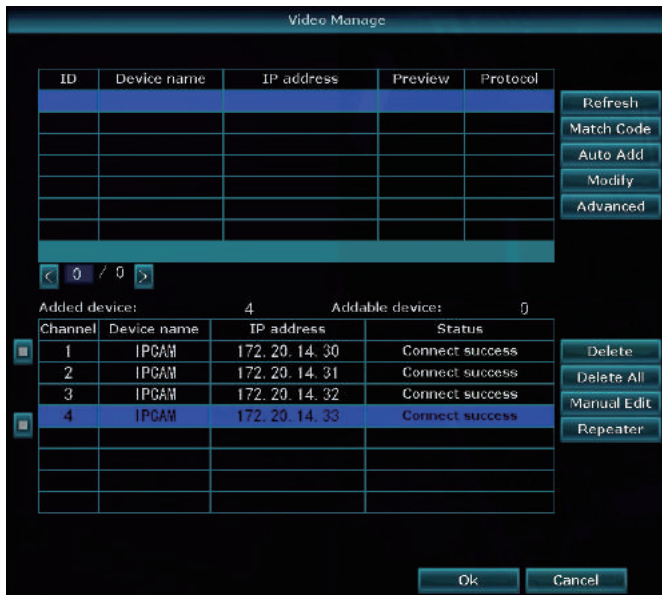 Video Manage
ID Device name IP address Preview Protocol
Refresh
Match Code
Auto Add
Modify
Advanced
< 0 / 0 >
Added device: 4 Addable device: 0
Channel Device name IP address Status
1 IPCAM 172. 20. 14. 30 Connect success Delete
2 IPCAM 172. 20. 14. 31 Connect success Delete All
3 IPCAM 172. 20. 14. 32 Connect success Manual Edit
4 IPCAM 172. 20. 14. 33 Connect success Repeater
Ok Cancel